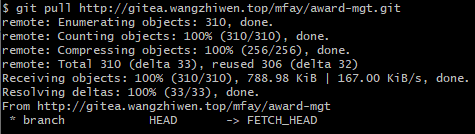 $ git pull http://gitea.wangzhiwen.top/mfay/award-mgt.git
remote: Enumerating objects: 310, done.
remote: Counting objects: 100% (310/310), done.
remote: Compressing objects: 100% (256/256), done.
remote: Total 310 (delta 33), reused 306 (delta 32)
Receiving objects: 100% (310/310), 788.98 KiB | 167.00 KiB/s, done.
Resolving deltas: 100% (33/33), done.
From http://gitea.wangzhiwen.top/mfay/award-mgt
 * branch            HEAD       -> FETCH_HEAD